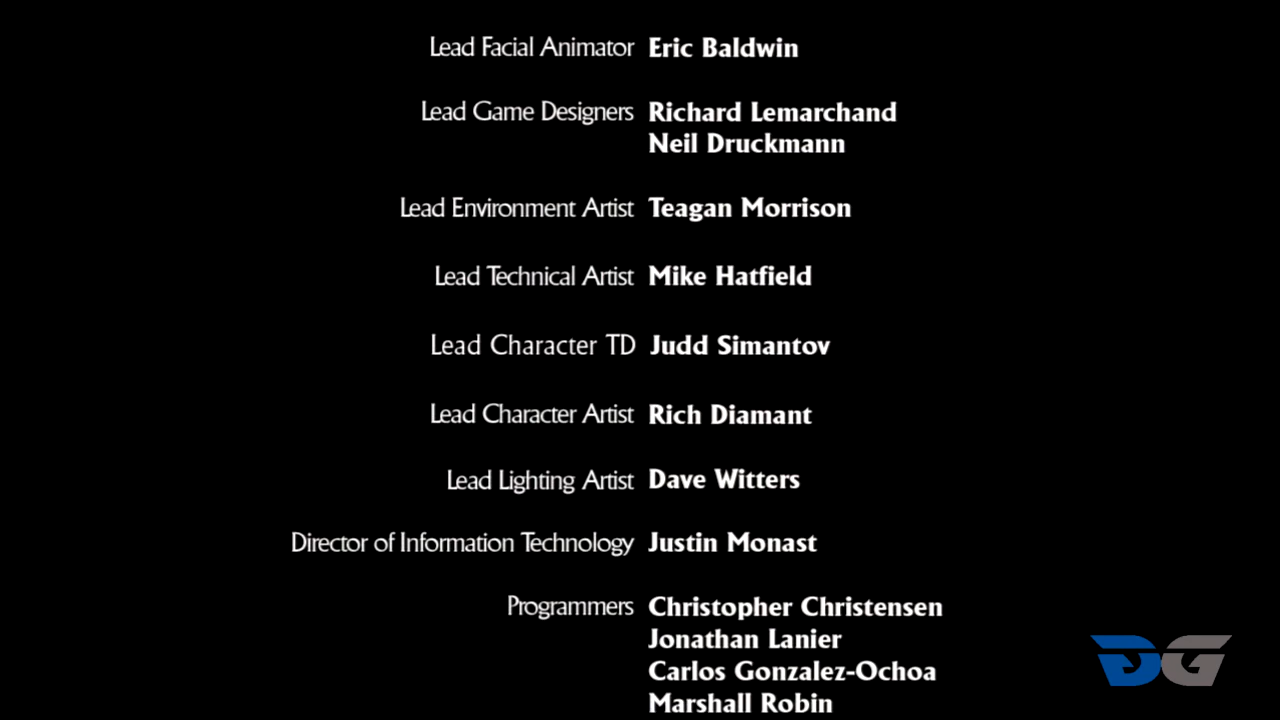 Lead Facial Animator Eric Baldwin
Lead Game Designers Richard Lemarchand
Neil Druckmann
Lead Environment Artist Teagan Morrison
Lead Technical Artist Mike Hatfield
Lead Character TD Judd Simantov
Lead Character Artist Rich Diamant
Lead Lighting Artist Dave Witters
Director of Information Technology Justin Monast
Programmers Christopher Christensen
Jonathan Lanier
Carlos Gonzalez-Ochoa
Marshall Robin